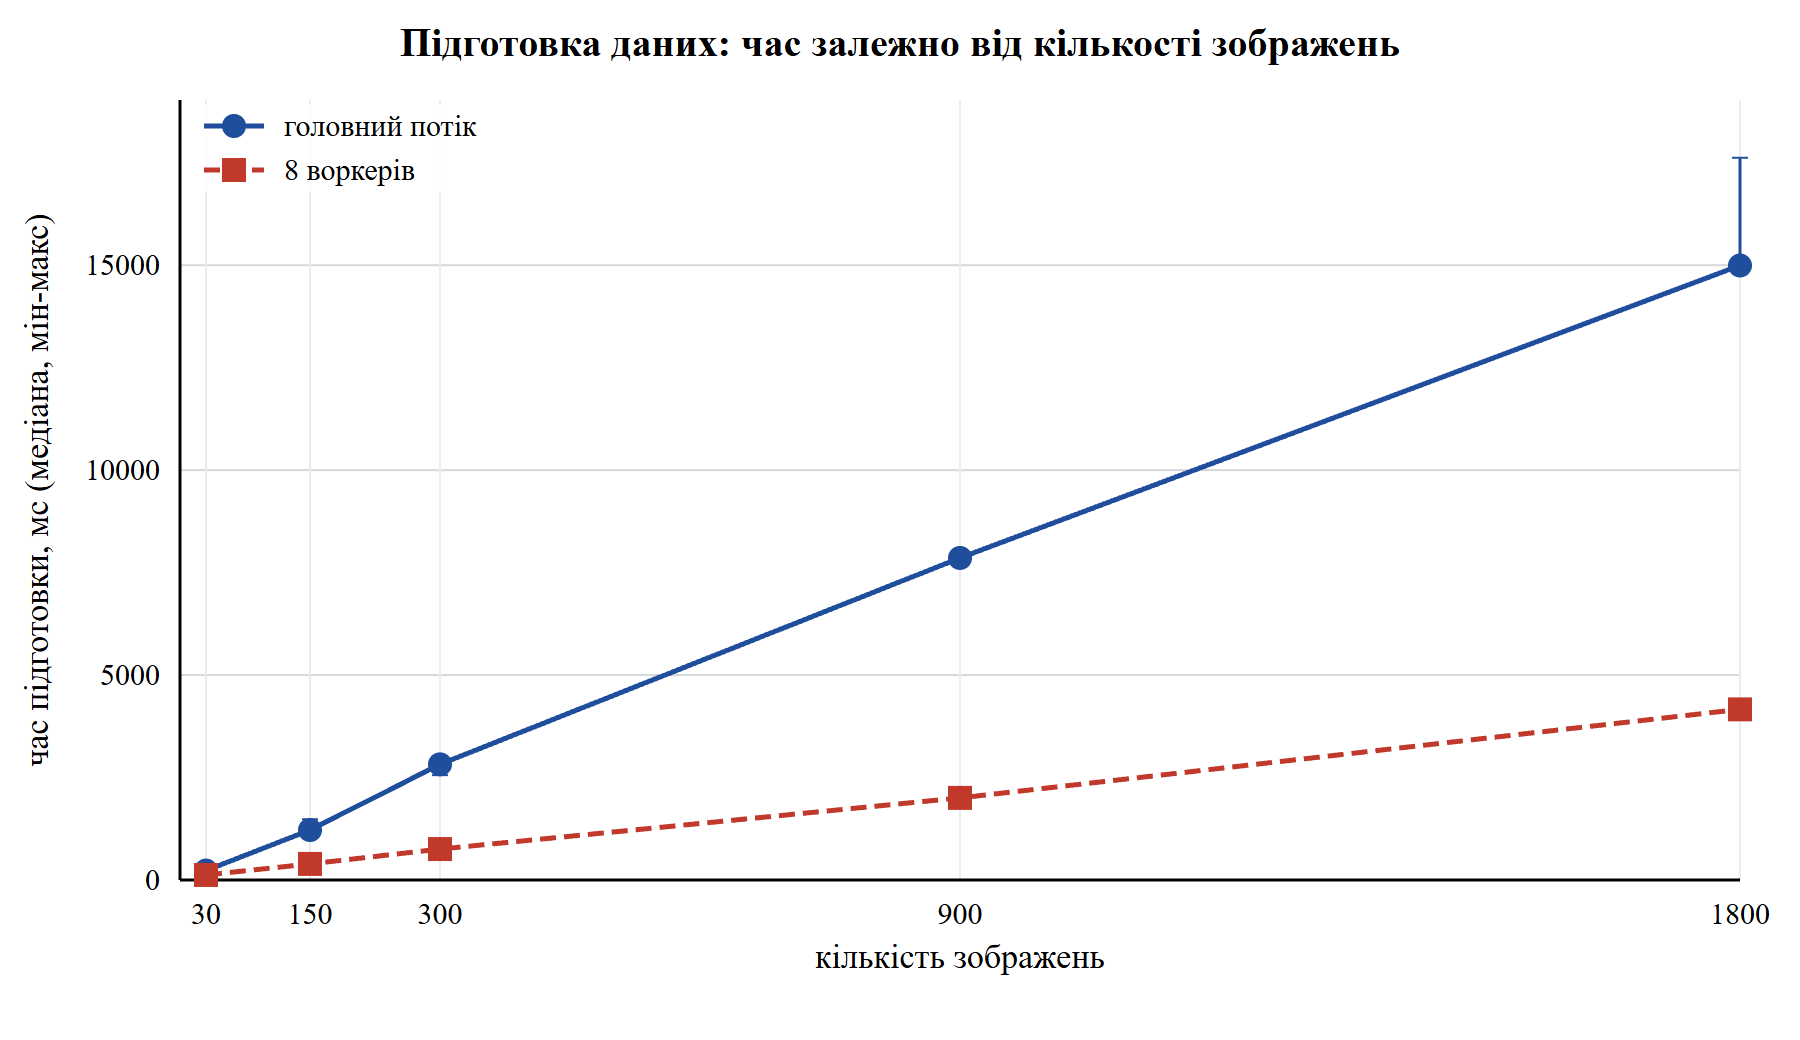 Підготовка даних: час залежно від кількості зображень
головний потік
8 воркерів
час підготовки, мс (медіана, мін-макс)
15000
10000
5000
0
30 150 300 900 1800
кількість зображень